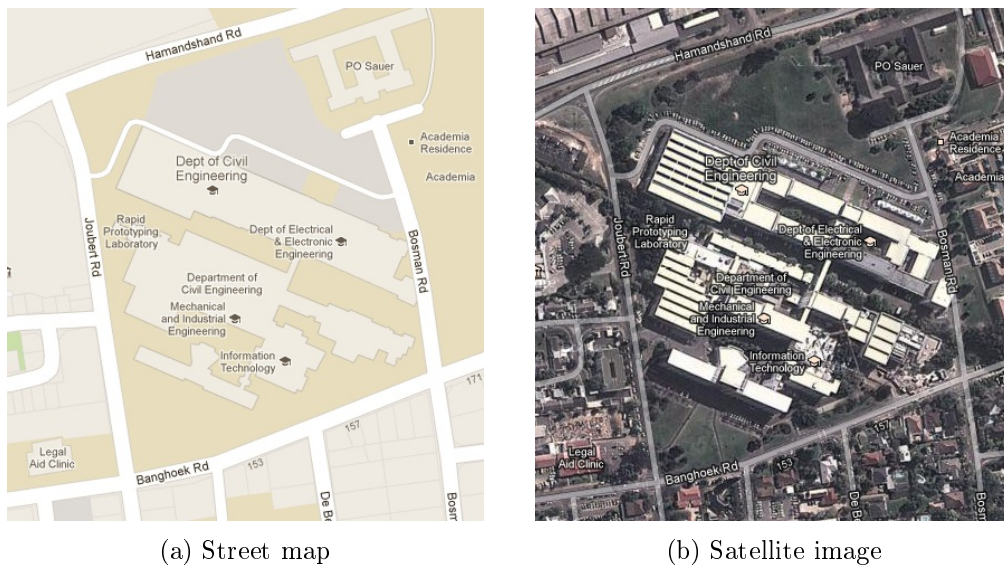 Hamandshand Rd
PO Sauer
Academia
Residence
Academia
Dept of Civil
Engineering
Rapid
Prototyping
Laboratory
Joubert Rd
Dept of Electrical
& Electronic
Engineering
Bosman Rd
Department of
Civil Engineering
Mechanical
and Industrial
Engineering
Information
Technology
171
157
Legal
Aid Clinic
153
Banghoek Rd
De Be
Bosm
(a) Street map
Hamandshand Rd
PO Sauer
Academia
Residence
Academia
Dept of Civil
Engineering
Rapid
Prototyping
Laboratory
Joubert Rd
Dept of Electrical
& Electronic
Engineering
Bosman Rd
Department of
Civil Engineering
Mechanical
and Industrial
Engineering
Information
Technology
157
Legal
Aid Clinic
153
Banghoek Rd
De Be
Bosm
(b) Satellite image